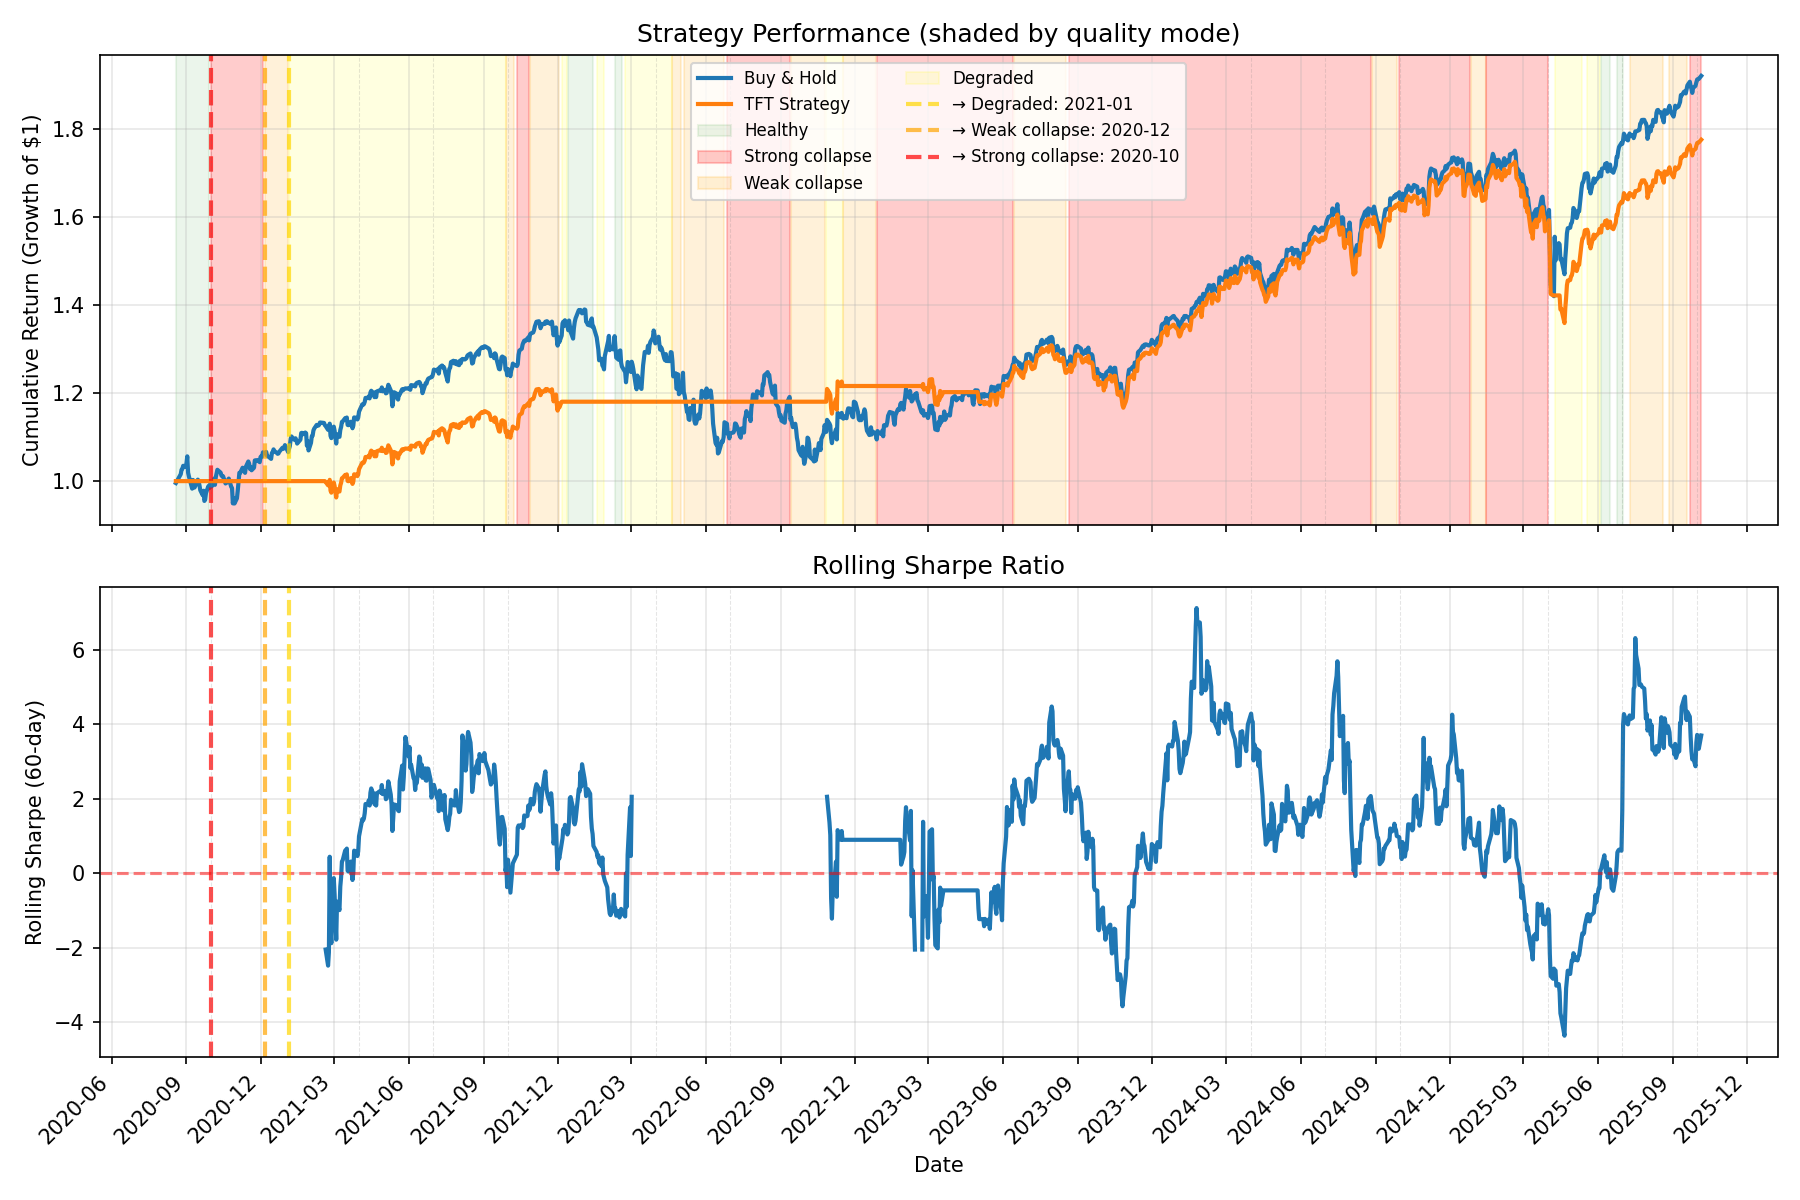 Strategy Performance (shaded by quality mode)
Cumulative Return (Growth of $1)
1.8
1.6
1.4
1.2
1.0
Buy & Hold
TFT Strategy
Healthy
Strong collapse
Weak collapse
Degraded
→ Degraded: 2021-01
→ Weak collapse: 2020-12
→ Strong collapse: 2020-10
Rolling Sharpe Ratio
Rolling Sharpe (60-day)
6
4
2
0
−2
−4
2020-06
2020-09
2020-12
2021-03
2021-06
2021-09
2021-12
2022-03
2022-06
2022-09
2022-12
2023-03
2023-06
2023-09
2023-12
2024-03
2024-06
2024-09
2024-12
2025-03
2025-06
2025-09
2025-12
Date